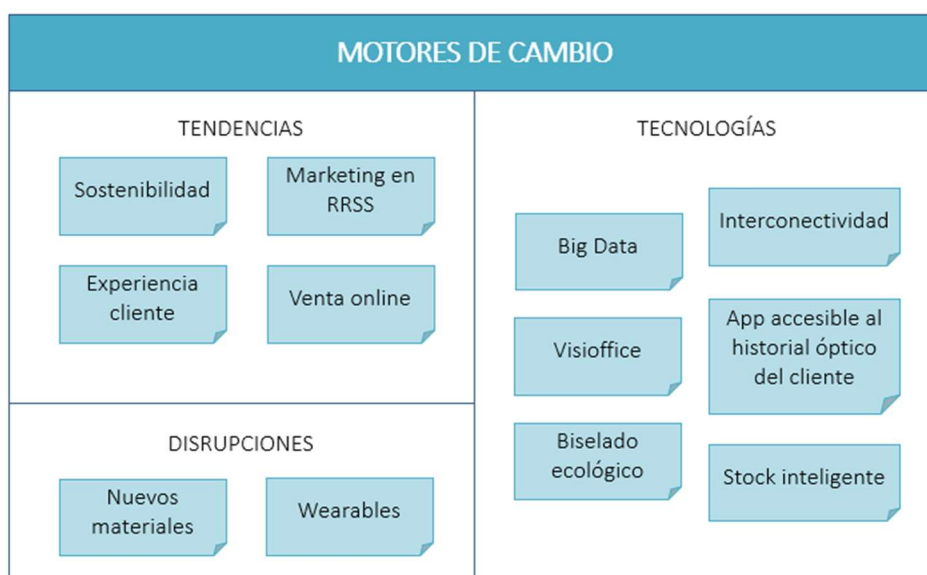 MOTORES DE CAMBIO
TENDENCIAS
Sostenibilidad
Marketing en
RRSS
Experiencia
cliente
Venta online
DISRUPCIONES
Nuevos
materiales
Wearables
TECNOLOGÍAS
Big Data
Interconectividad
Visioffice
App accesible al
historial óptico
del cliente
Biselado
ecológico
Stock inteligente